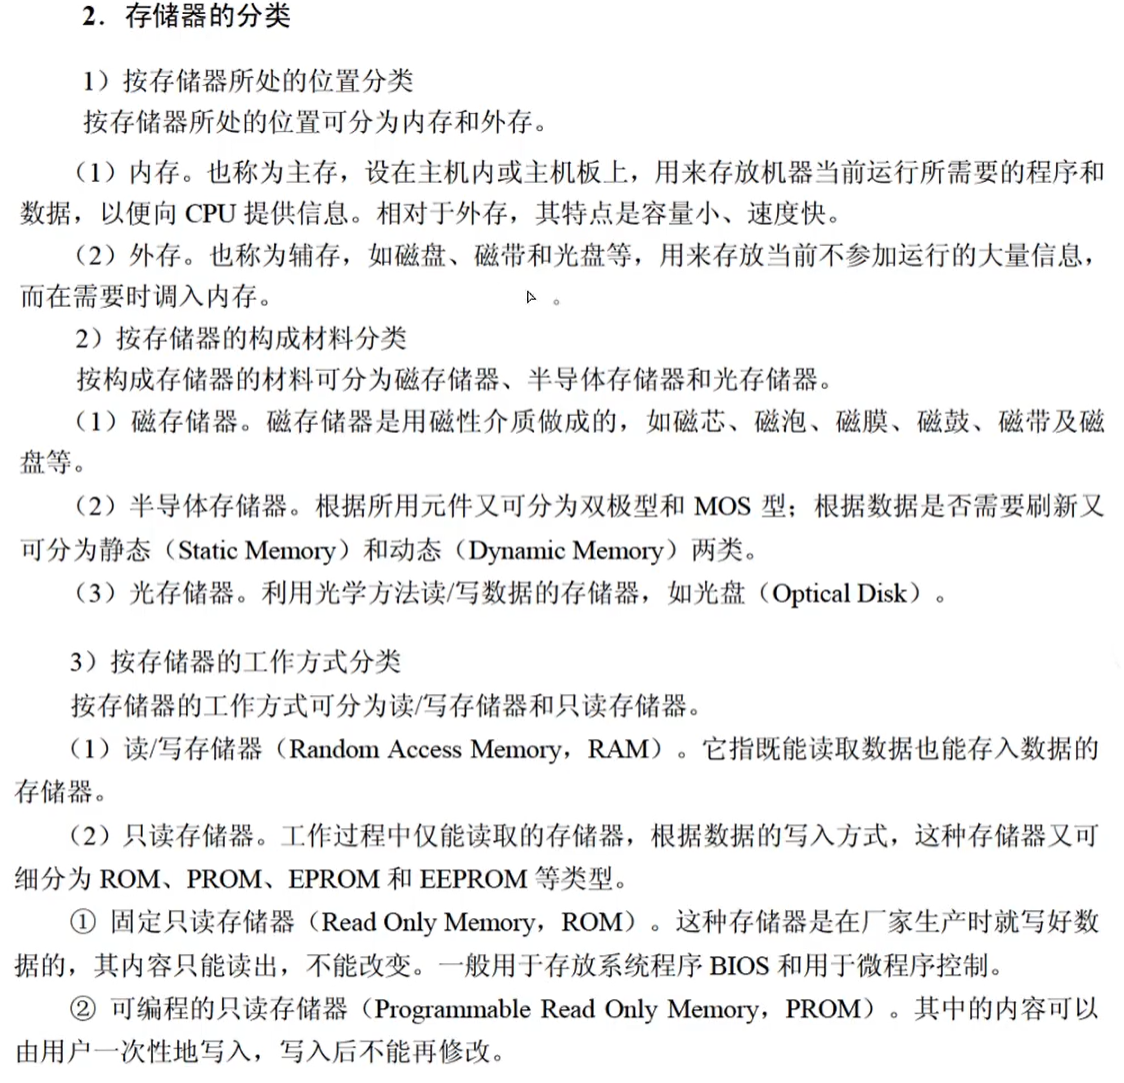 2．存储器的分类
1）按存储器所处的位置分类
按存储器所处的位置可分为内存和外存。
（1）内存。也称为主存，设在主机内或主机板上，用来存放机器当前运行所需要的程序和
数据，以便向 CPU 提供信息。相对于外存，其特点是容量小、速度快。
（2）外存。也称为辅存，如磁盘、磁带和光盘等，用来存放当前不参加运行的大量信息，
而在需要时调入内存。
2）按存储器的构成材料分类
按构成存储器的材料可分为磁存储器、半导体存储器和光存储器。
（1）磁存储器。磁存储器是用磁性介质做成的，如磁芯、磁泡、磁膜、磁鼓、磁带及磁
盘等。
（2）半导体存储器。根据所用元件又可分为双极型和 MOS 型；根据数据是否需要刷新又
可分为静态（Static Memory）和动态（Dynamic Memory）两类。
（3）光存储器。利用光学方法读/写数据的存储器，如光盘（Optical Disk）。
3）按存储器的工作方式分类
按存储器的工作方式可分为读/写存储器和只读存储器。
（1）读/写存储器（Random Access Memory，RAM）。它指既能读取数据也能存入数据的
存储器。
（2）只读存储器。工作过程中仅能读取的存储器，根据数据的写入方式，这种存储器又可
细分为 ROM、PROM、EPROM 和 EEPROM 等类型。
① 固定只读存储器（Read Only Memory，ROM）。这种存储器是在厂家生产时就写好数
据的，其内容只能读出，不能改变。一般用于存放系统程序 BIOS 和用于微程序控制。
② 可编程的只读存储器（Programmable Read Only Memory，PROM）。其中的内容可以
由用户一次性地写入，写入后不能再修改。